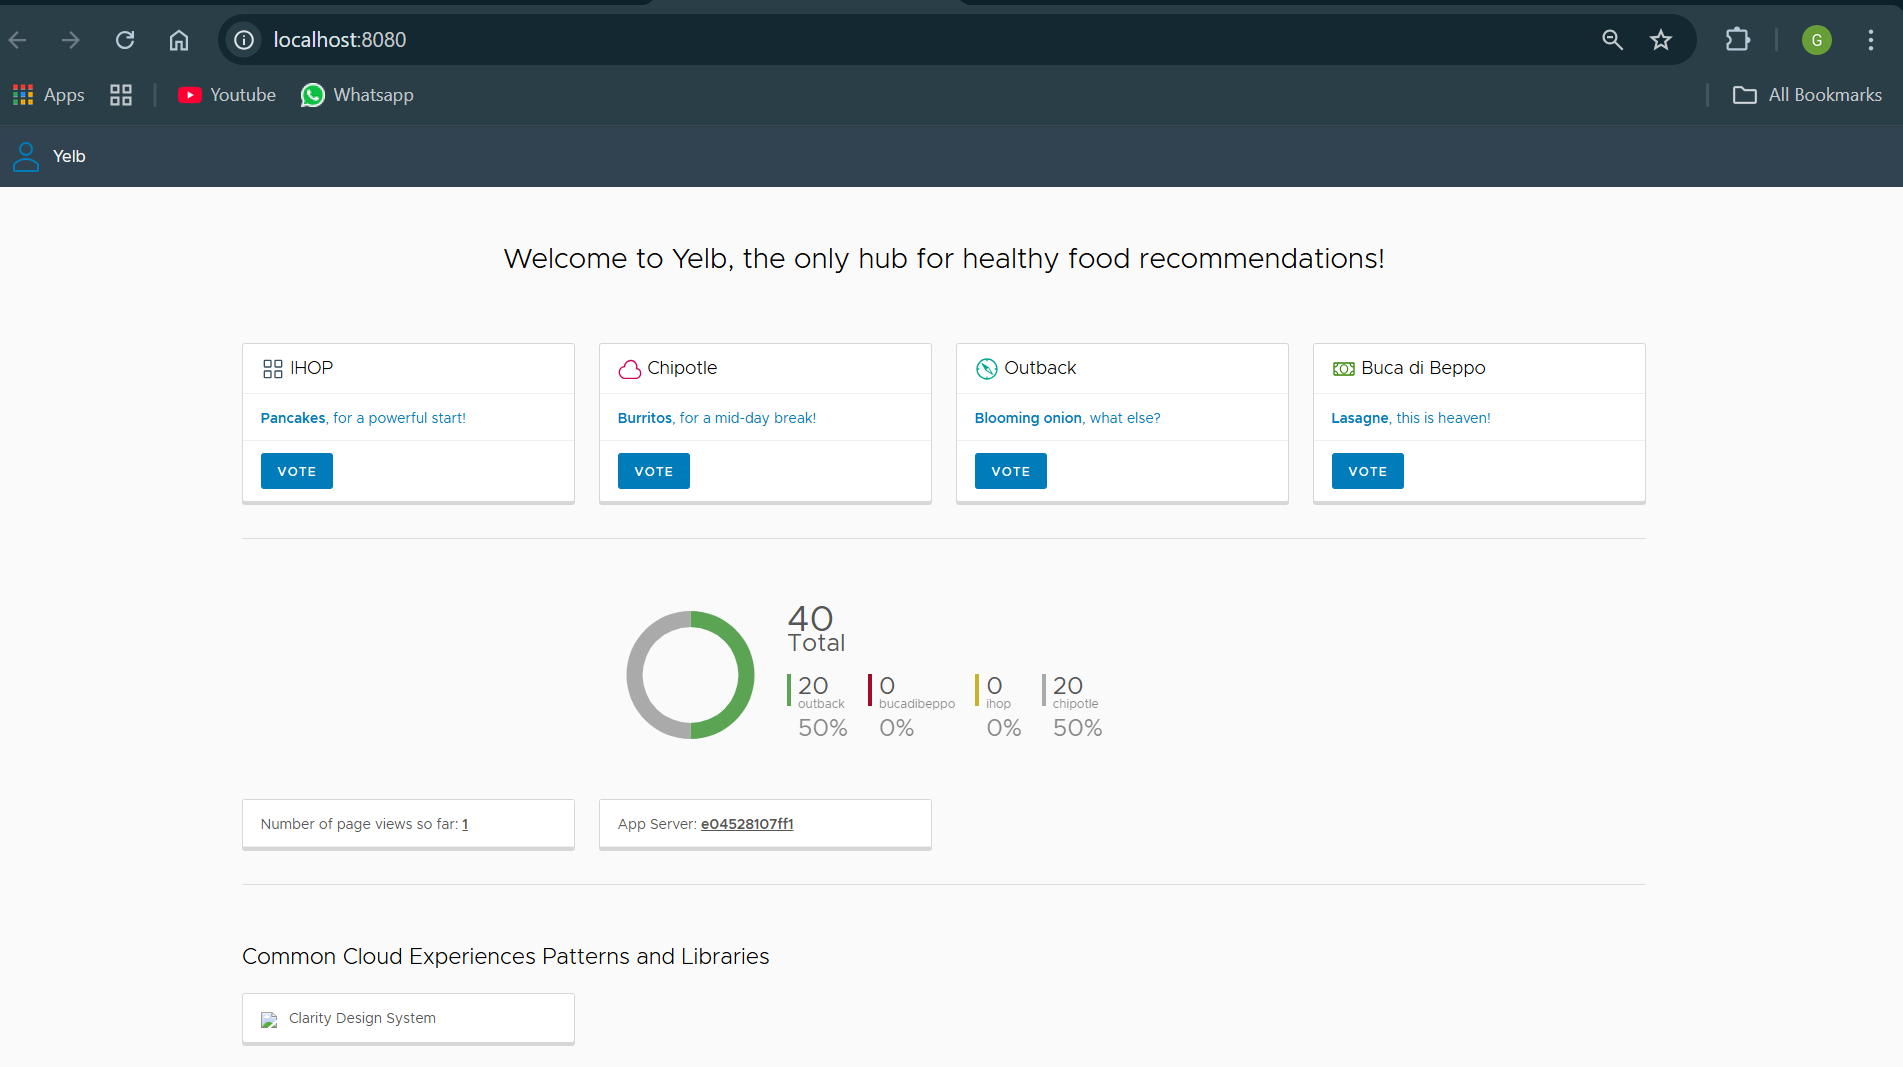 localhost:8080
G
Apps
Youtube
Whatsapp
All Bookmarks
Yelb
Welcome to Yelb, the only hub for healthy food recommendations!
IHOP
Pancakes, for a powerful start!
VOTE
Chipotle
Burritos, for a mid-day break!
VOTE
Outback
Blooming onion, what else?
VOTE
Buca di Beppo
Lasagne, this is heaven!
VOTE
40
Total
20
outback
50%
0
bucadibeppo
0%
0
ihop
0%
20
chipotle
50%
Number of page views so far: 1
App Server: e04528107ff1
Common Cloud Experiences Patterns and Libraries
Clarity Design System